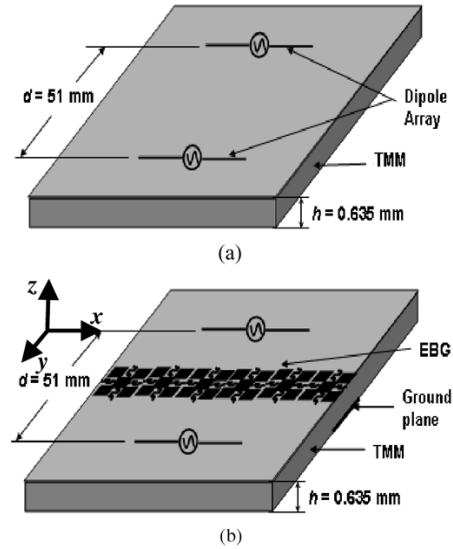 d = 51 mm
Dipole
Array
TMM
h = 0.635 mm
(a)
z
x
y
d = 51 mm
EBG
Ground
plane
TMM
h = 0.635 mm
(b)